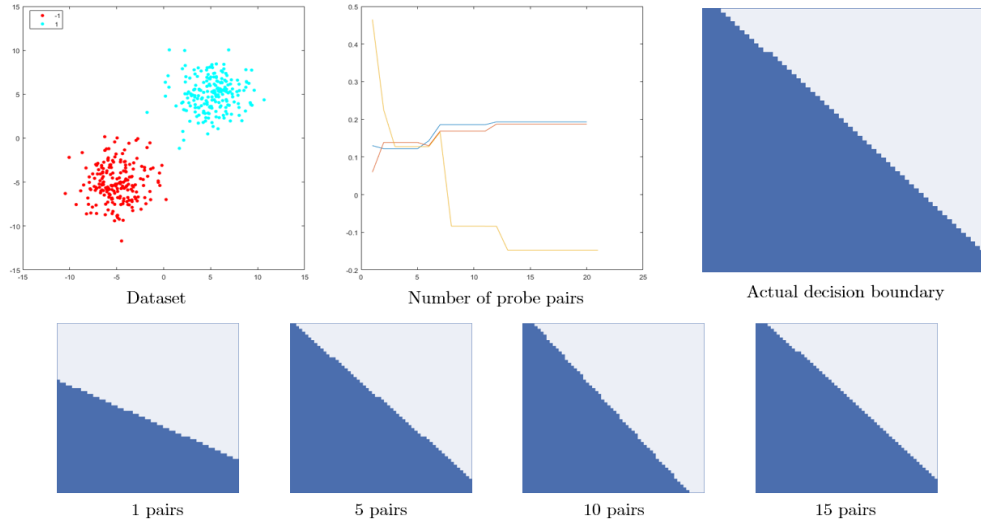 -1
1
15
10
5
0
-5
-10
-15
-15 -10 -5 0 5 10 15
Dataset
0.5
0.4
0.3
0.2
0.1
0
-0.1
-0.2
0 5 10 15 20 25
Number of probe pairs
Actual decision boundary
1 pairs
5 pairs
10 pairs
15 pairs